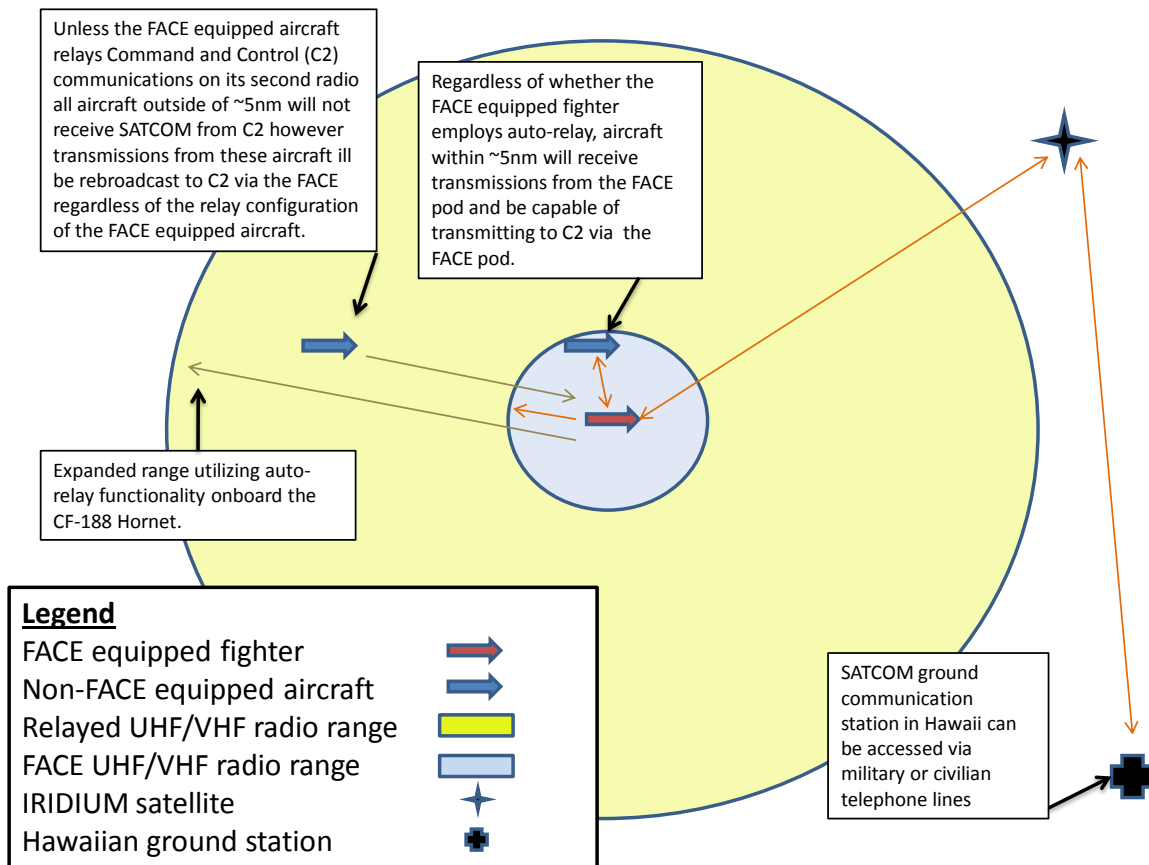 Unless the FACE equipped aircraft
relays Command and Control (C2)
communications on its second radio
all aircraft outside of ~5nm will not
receive SATCOM from C2 however
transmissions from these aircraft ill
be rebroadcast to C2 via the FACE
regardless of the relay configuration
of the FACE equipped aircraft.
Regardless of whether the
FACE equipped fighter
employs auto-relay, aircraft
within ~5nm will receive
transmissions from the FACE
pod and be capable of
transmitting to C2 via the
FACE pod.
Expanded range utilizing auto-
relay functionality onboard the
CF-188 Hornet.
Legend
FACE equipped fighter
Non-FACE equipped aircraft
Relayed UHF/VHF radio range
FACE UHF/VHF radio range
IRIDIUM satellite
Hawaiian ground station
SATCOM ground
communication
station in Hawaii can
be accessed via
military or civilian
telephone lines